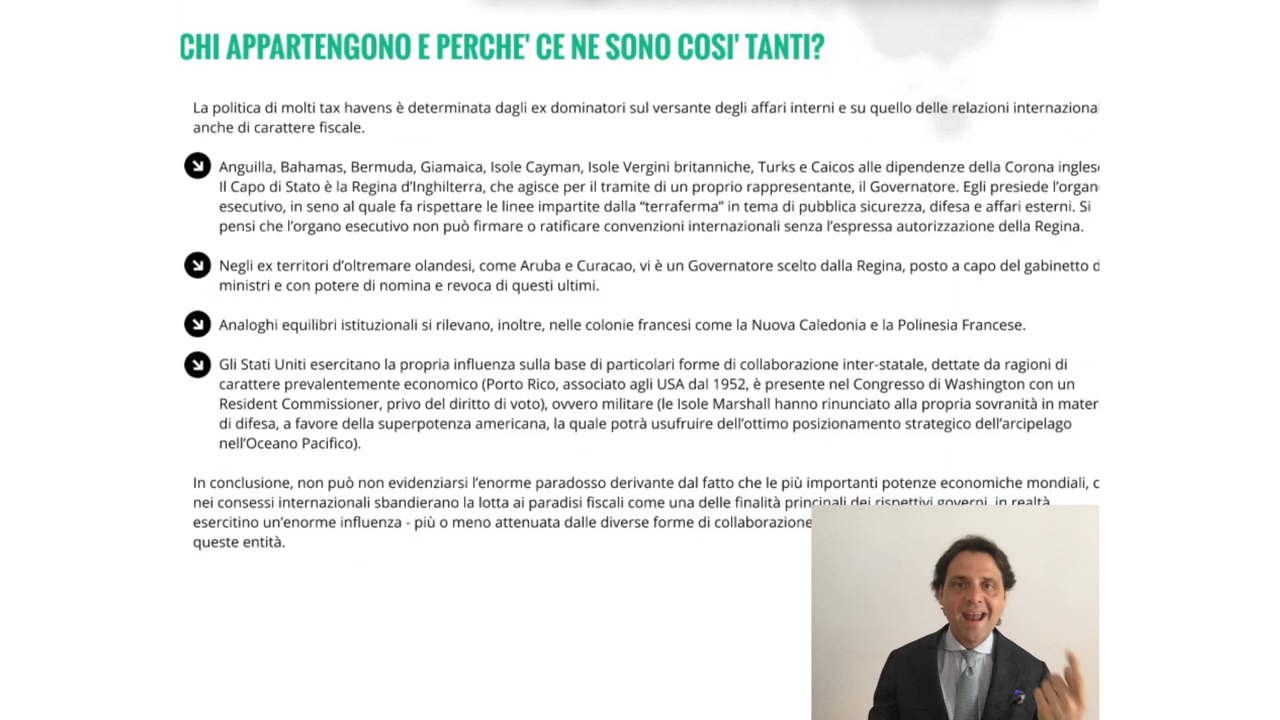 CHI APPARTENGONO E PERCHE' CE NE SONO COSI' TANTI?
La politica di molti tax havens è determinata dagli ex dominatori sul versante degli affari interni e su quello delle relazioni internaziona
anche di carattere fiscale.
Anguilla, Bahamas, Bermuda, Giamaica, Isole Cayman, Isole Vergini britanniche, Turks e Caicos alle dipendenze della Corona inglese
Il Capo di Stato è la Regina d'Inghilterra, che agisce per il tramite di un proprio rappresentante, il Governatore. Egli presiede l'organ
esecutivo, in seno al quale fa rispettare le linee impartite dalla “terraferma” in tema di pubblica sicurezza, difesa e affari esterni. Si
pensi che l'organo esecutivo non può firmare o ratificare convenzioni internazionali senza l'espressa autorizzazione della Regina.
Negli ex territori d'oltremare olandesi, come Aruba e Curacao, vi è un Governatore scelto dalla Regina, posto a capo del gabinetto d
ministri e con potere di nomina e revoca di questi ultimi.
Analoghi equilibri istituzionali si rilevano, inoltre, nelle colonie francesi come la Nuova Caledonia e la Polinesia Francese.
Gli Stati Uniti esercitano la propria influenza sulla base di particolari forme di collaborazione inter-statale, dettate da ragioni di
carattere prevalentemente economico (Porto Rico, associato agli USA dal 1952, è presente nel Congresso di Washington con un
Resident Commissioner, privo del diritto di voto), ovvero militare (le Isole Marshall hanno rinunciato alla propria sovranità in mater
di difesa, a favore della superpotenza americana, la quale potrà usufruire dell'ottimo posizionamento strategico dell'arcipelago
nell'Oceano Pacifico).
In conclusione, non può non evidenziarsi l'enorme paradosso derivante dal fatto che le più importanti potenze economiche mondiali, c
nei consessi internazionali sbandierano la lotta ai paradisi fiscali come una delle finalità principali dei rispettivi governi, in realtà
esercitino un'enorme influenza - più o meno attenuata dalle diverse forme di collaborazione
queste entità.